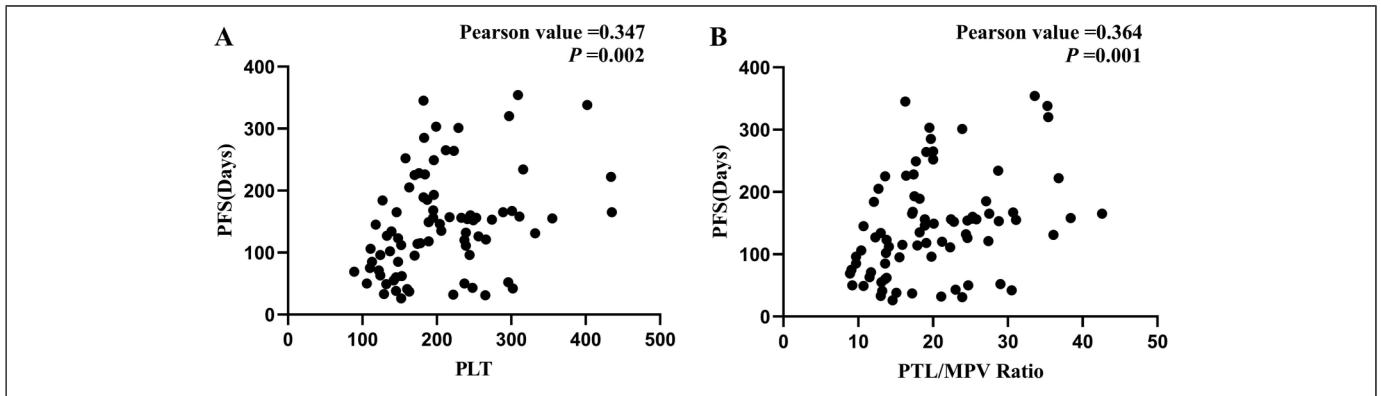 A
Pearson value =0.347
P =0.002
400
300
200
100
0
PFS(Days)
0 100 200 300 400 500
PLT
B
Pearson value =0.364
P =0.001
400
300
200
100
0
PFS(Days)
0 10 20 30 40 50
PTL/MPV Ratio